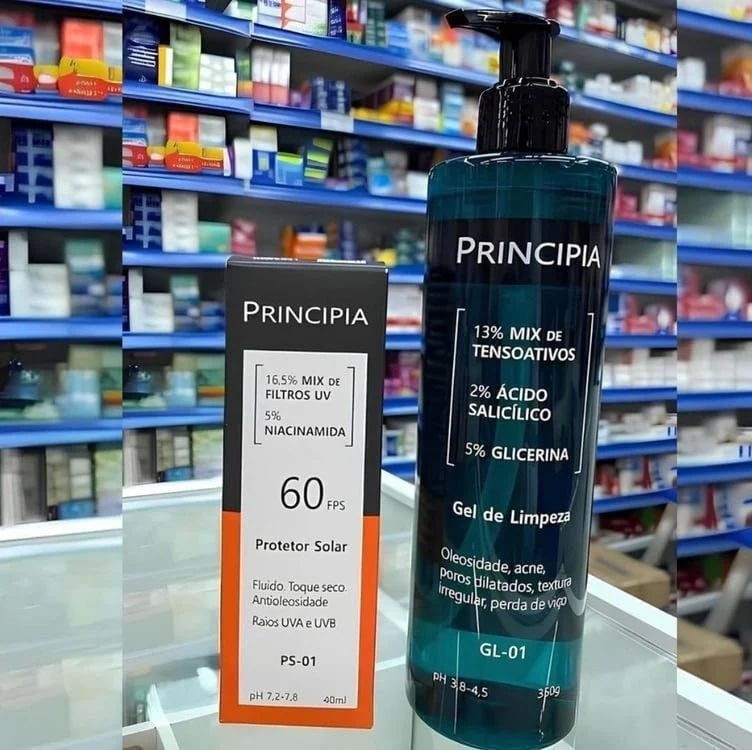 PRINCIPIA
16,5% MIX DE
FILTROS UV
5%
NIACINAMIDA
60 FPS
Protetor Solar
Fluido. Toque seco.
Antioleosidade
Raios UVA e UVB
PS-01
pH 7,2-7,8 40ml
PRINCIPIA
13% MIX DE
TENSOATIVOS
2% ÁCIDO
SALICÍLICO
5% GLICERINA
Gel de Limpeza
Oleosidade, acne,
poros dilatados, textura
irregular, perda de viço
GL-01
pH 3,8-4,5 350g